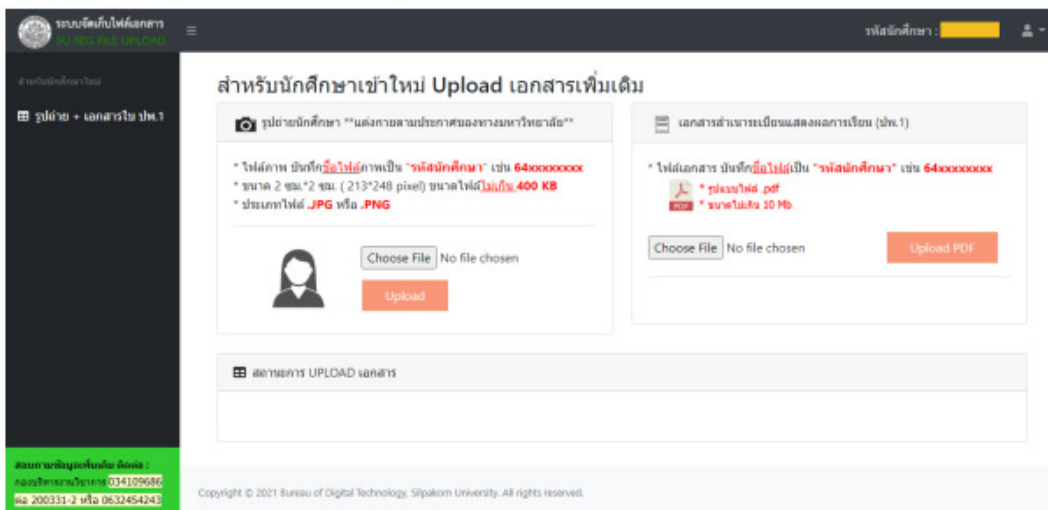 ระบบจัดเก็บไฟล์เอกสาร
SU REG FILE UPLOAD
รหัสนักศึกษา :
สำหรับนักศึกษาใหม่
รูปถ่าย + เอกสารใบ ปพ.1
สำหรับนักศึกษาเข้าใหม่ Upload เอกสารเพิ่มเติม
รูปถ่ายนักศึกษา **แต่งกายตามประกาศของทางมหาวิทยาลัย**
* ไฟล์ภาพ บันทึกชื่อไฟล์ภาพเป็น "รหัสนักศึกษา" เช่น 64xxxxxxxx
* ขนาด 2 ซม.*2 ซม. ( 213*248 pixel) ขนาดไฟล์ไม่เกิน 400 KB
* ประเภทไฟล์ .JPG หรือ .PNG
Choose File No file chosen
Upload
เอกสารสำเนาระเบียนแสดงผลการเรียน (ปพ.1)
* ไฟล์เอกสาร บันทึกชื่อไฟล์เป็น "รหัสนักศึกษา" เช่น 64xxxxxxxx
* รูปแบบไฟล์ .pdf
PDF * ขนาดไม่เกิน 10 Mb
Choose File No file chosen Upload PDF
สถานะการ UPLOAD เอกสาร
สอบถามข้อมูลเพิ่มเติม ติดต่อ :
กองบริหารงานวิชาการ 034109686
ต่อ 200331-2 หรือ 0632454243
Copyright © 2021 Bureau of Digital Technology, Silpakorn University. All rights reserved.